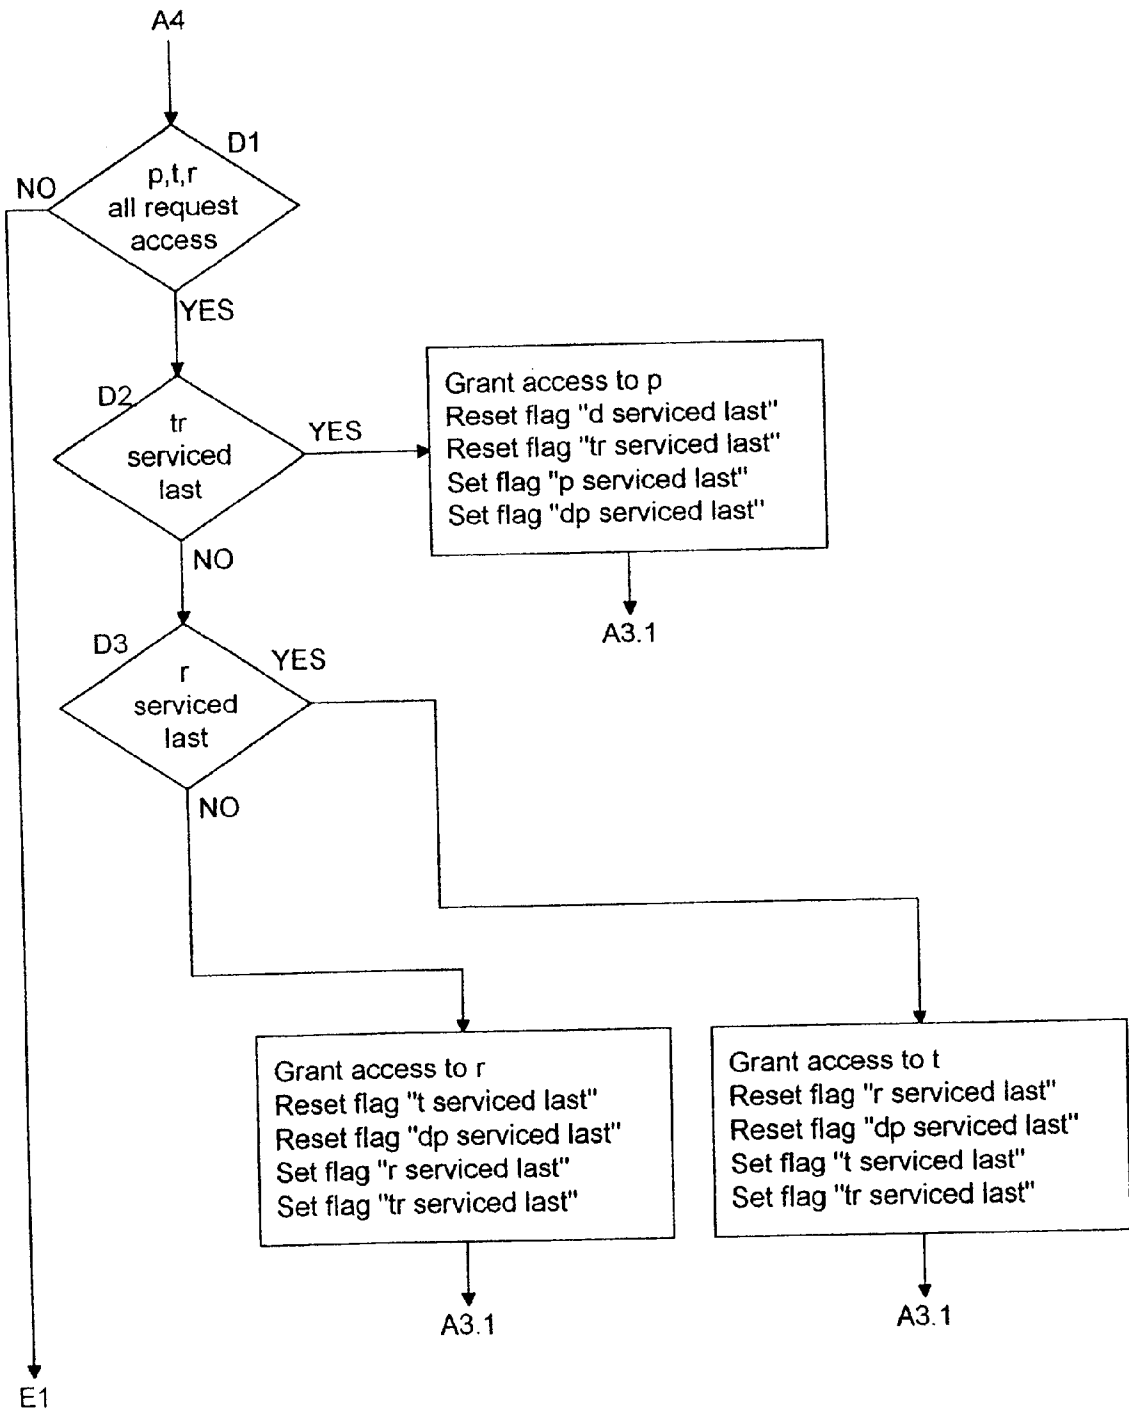 A4
D1
NO
p,t,r
all request
access
YES
D2
tr
serviced
last
YES
NO
Grant access to p
Reset flag "d serviced last"
Reset flag "tr serviced last"
Set flag "p serviced last"
Set flag "dp serviced last"
A3.1
D3
r
serviced
last
YES
NO
Grant access to r
Reset flag "t serviced last"
Reset flag "dp serviced last"
Set flag "r serviced last"
Set flag "tr serviced last"
A3.1
Grant access to t
Reset flag "r serviced last"
Reset flag "dp serviced last"
Set flag "t serviced last"
Set flag "tr serviced last"
A3.1
E1